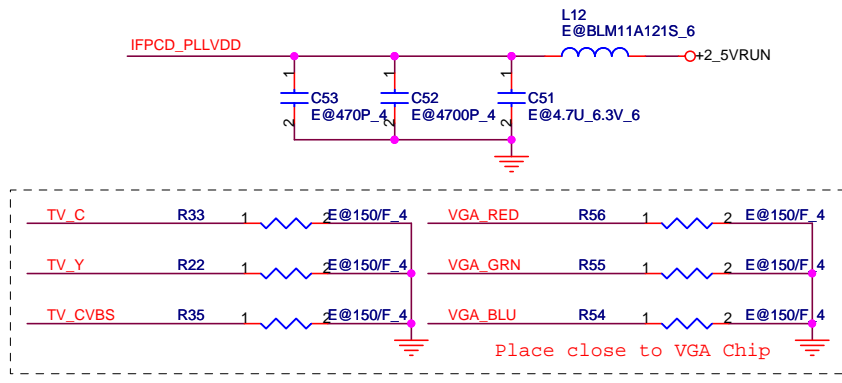 L12
E@BLM11A121S_6
IFPCD_PLLVDD
+2_5VRUN
1
1
1
C53
C52
C51
E@470P_4
E@4700P_4
E@4.7U_6.3V_6
2
2
2
TV_C R33 1 2 E@150/F_4 VGA_RED R56 1 2 E@150/F_4
TV_Y R22 1 2 E@150/F_4 VGA_GRN R55 1 2 E@150/F_4
TV_CVBS R35 1 2 E@150/F_4 VGA_BLU R54 1 2 E@150/F_4
Place close to VGA Chip